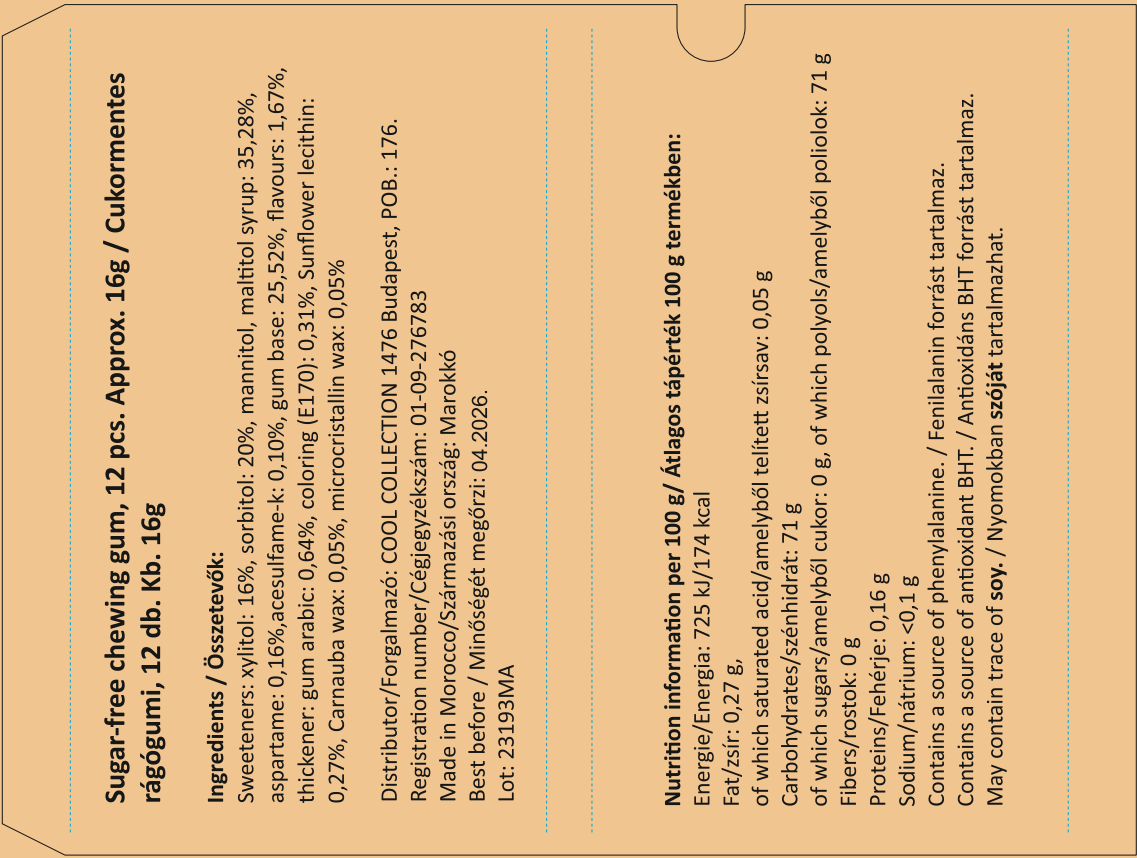 Sugar-free chewing gum, 12 pcs. Approx. 16g / Cukormentes
rágógumi, 12 db. Kb. 16g
Ingredients / Összetevők:
Sweeteners: xylitol: 16%, sorbitol: 20%, mannitol, maltitol syrup: 35,28%,
aspartame: 0,16%,acesulfame-k: 0,10%, gum base: 25,52%, flavours: 1,67%,
thickener: gum arabic: 0,64%, coloring (E170): 0,31%, Sunflower lecithin:
0,27%, Carnauba wax: 0,05%, microcristallin wax: 0,05%
Distributor/Forgalmazó: COOL COLLECTION 1476 Budapest, POB.: 176.
Registration number/Cégjegyzékszám: 01-09-276783
Made in Morocco/Származási ország: Marokkó
Best before / Minőségét megőrzi: 04.2026.
Lot: 23193MA
Nutrition information per 100 g/ Átlagos tápérték 100 g termékben:
Energie/Energia: 725 kJ/174 kcal
Fat/zsír: 0,27 g,
of which saturated acid/amelyből telített zsírsav: 0,05 g
Carbohydrates/szénhidrát: 71 g
of which sugars/amelyből cukor: 0 g, of which polyols/amelyből poliolok: 71 g
Fibers/rostok: 0 g
Proteins/Fehérje: 0,16 g
Sodium/nátrium: <0,1 g
Contains a source of phenylalanine. / Fenilalanin forrást tartalmaz.
Contains a source of antioxidant BHT. / Antioxidáns BHT forrást tartalmaz.
May contain trace of soy. / Nyomokban szóját tartalmazhat.